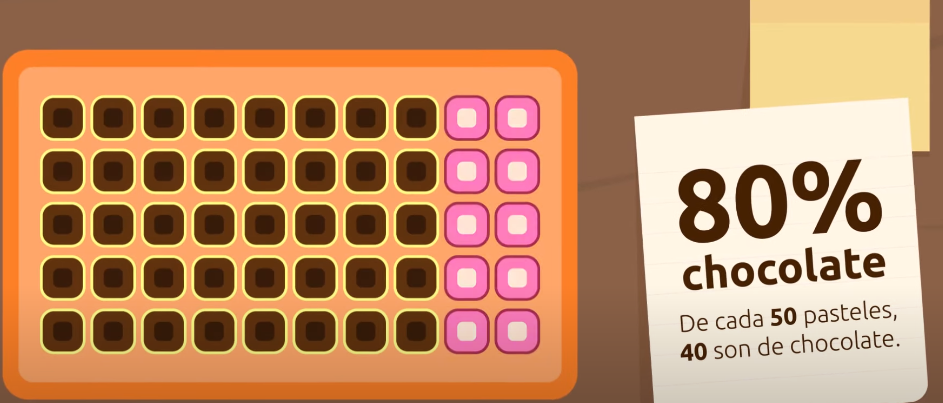 80%
chocolate
De cada 50 pasteles,
40 son de chocolate.